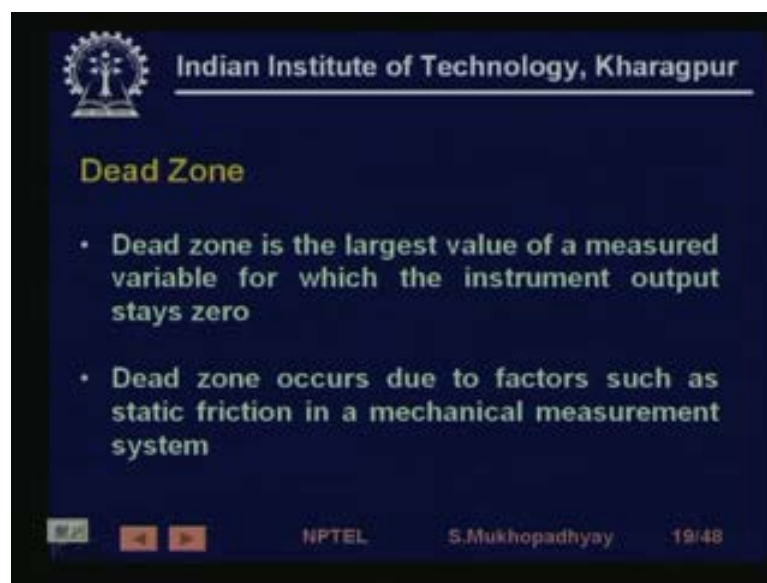 Indian Institute of Technology, Kharagpur
Dead Zone
• Dead zone is the largest value of a measured
variable for which the instrument output
stays zero
• Dead zone occurs due to factors such as
static friction in a mechanical measurement
system
NPTEL S.Mukhopadhyay 19/48